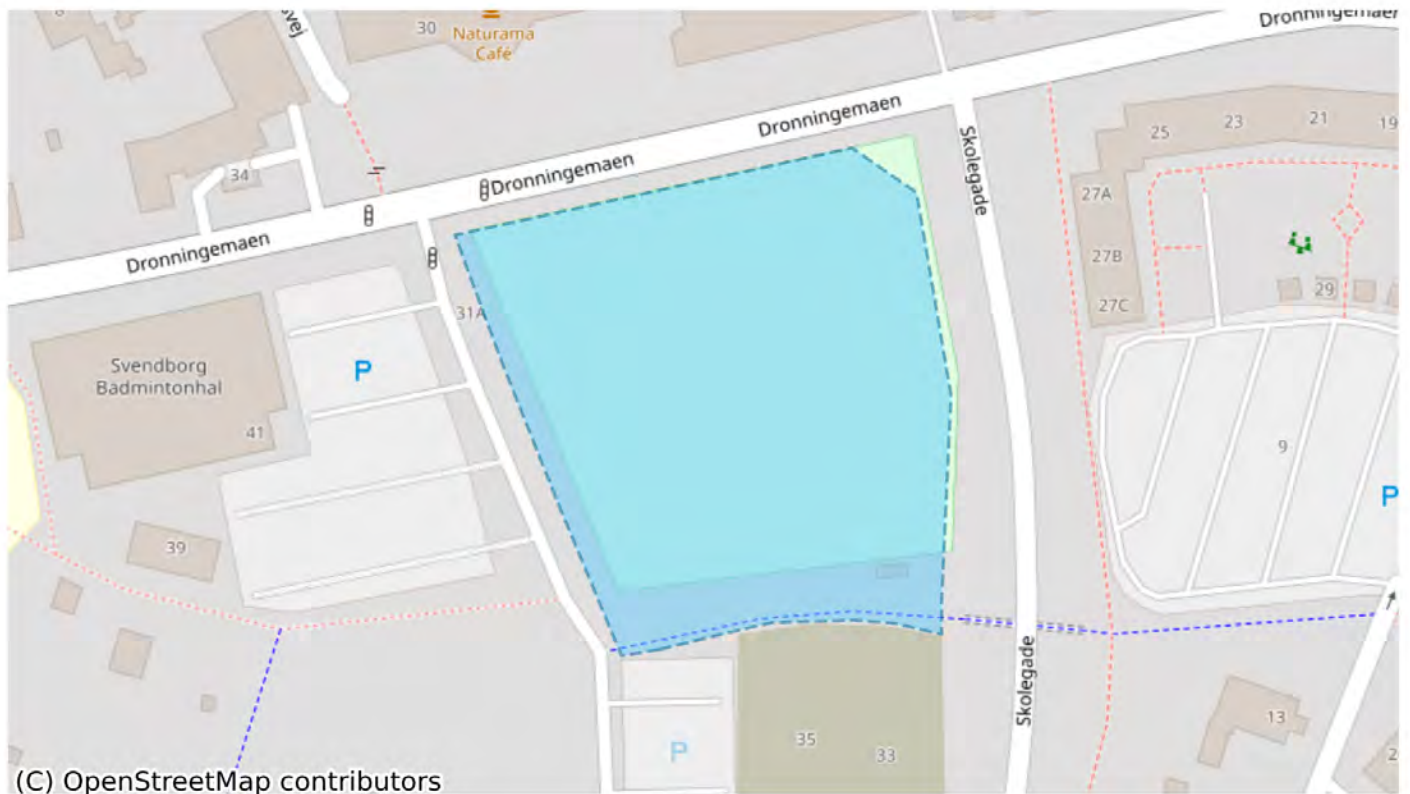 30
Naturama
Café
Dronningemaen
Dronningemaen
Dronningemaen
Dronningemaen
Skolegade
25
23
21
19
34
27A
27B
27C
29
31A
Svendborg
Badmintonhal
41
P
9
P
39
Skolegade
13
35
33
P
(C) OpenStreetMap contributors